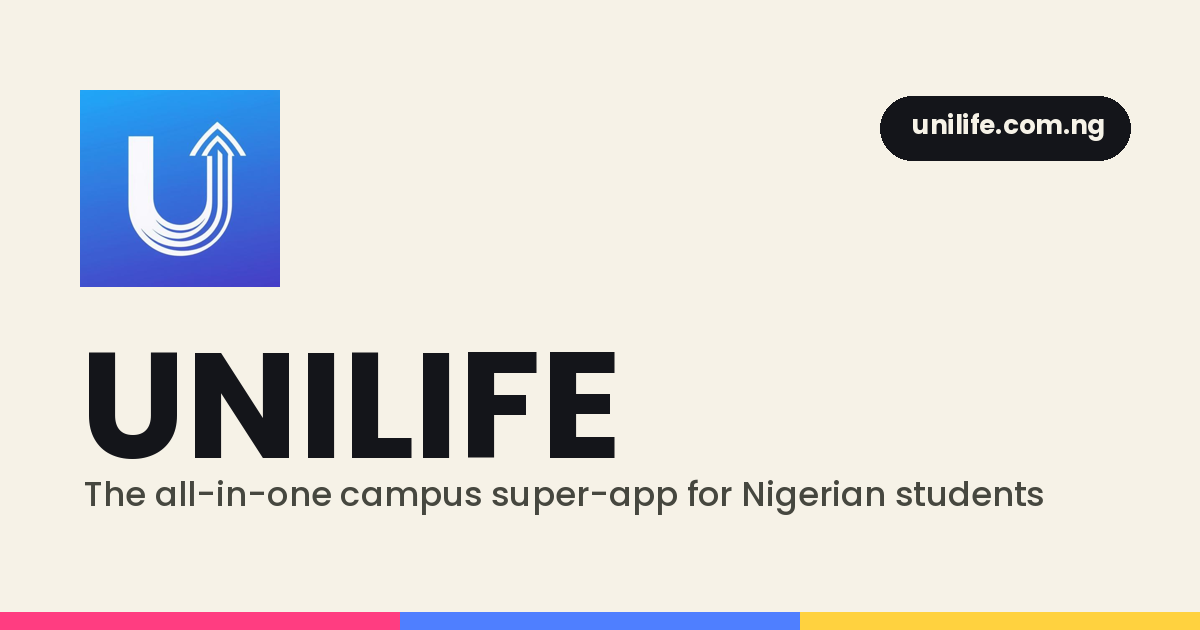 unilife.com.ng
UNILIFE
The all-in-one campus super-app for Nigerian students